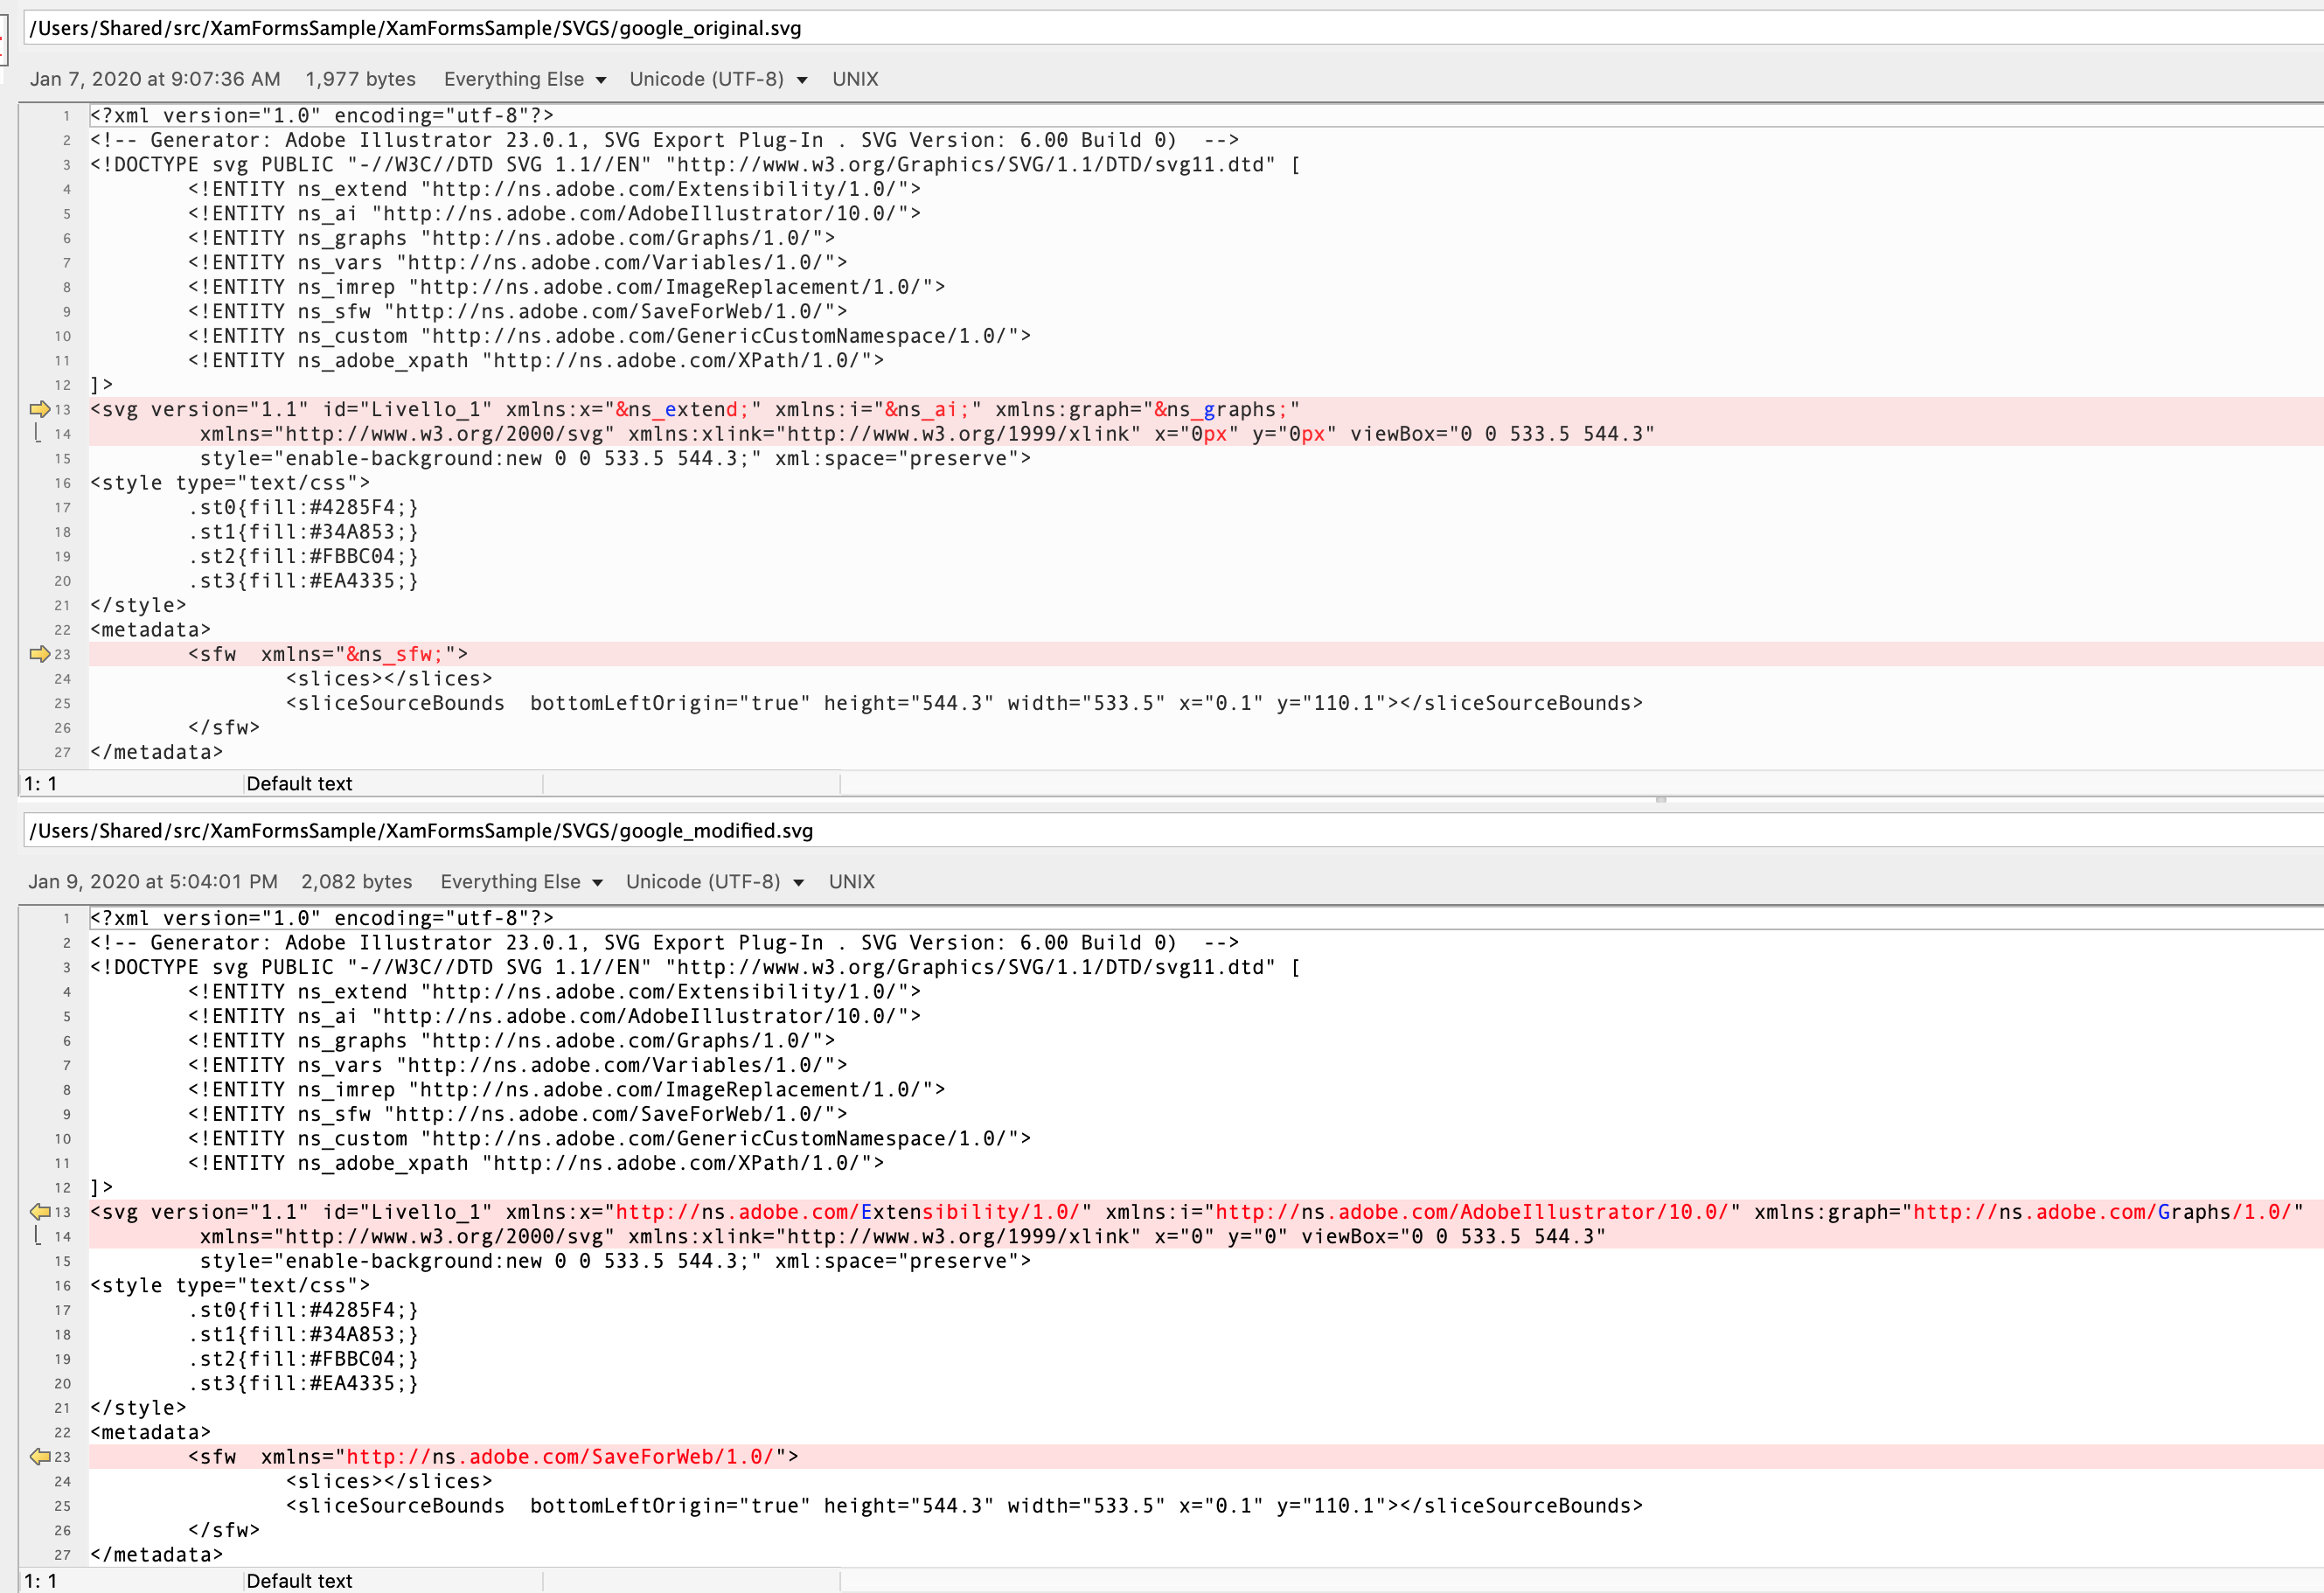 /Users/Shared/src/XamFormsSample/XamFormsSample/SVGS/google_original.svg
Jan 7, 2020 at 9:07:36 AM 1,977 bytes Everything Else Unicode (UTF-8) UNIX
1 <?xml version="1.0" encoding="utf-8"?>
2 <!-- Generator: Adobe Illustrator 23.0.1, SVG Export Plug-In . SVG Version: 6.00 Build 0)  -->
3 <!DOCTYPE svg PUBLIC "-//W3C//DTD SVG 1.1//EN" "http://www.w3.org/Graphics/SVG/1.1/DTD/svg11.dtd" [
4 <!ENTITY ns_extend "http://ns.adobe.com/Extensibility/1.0/">
5 <!ENTITY ns_ai "http://ns.adobe.com/AdobeIllustrator/10.0/">
6 <!ENTITY ns_graphs "http://ns.adobe.com/Graphs/1.0/">
7 <!ENTITY ns_vars "http://ns.adobe.com/Variables/1.0/">
8 <!ENTITY ns_imrep "http://ns.adobe.com/ImageReplacement/1.0/">
9 <!ENTITY ns_sfw "http://ns.adobe.com/SaveForWeb/1.0/">
10 <!ENTITY ns_custom "http://ns.adobe.com/GenericCustomNamespace/1.0/">
11 <!ENTITY ns_adobe_xpath "http://ns.adobe.com/XPath/1.0/">
12 ]>
13 <svg version="1.1" id="Livello_1" xmlns:x="&ns_extend;" xmlns:i="&ns_ai;" xmlns:graph="&ns_graphs;"
14 xmlns="http://www.w3.org/2000/svg" xmlns:xlink="http://www.w3.org/1999/xlink" x="0px" y="0px" viewBox="0 0 533.5 544.3"
15 style="enable-background:new 0 0 533.5 544.3;" xml:space="preserve">
16 <style type="text/css">
17 .st0{fill:#4285F4;}
18 .st1{fill:#34A853;}
19 .st2{fill:#FBBC04;}
20 .st3{fill:#EA4335;}
21 </style>
22 <metadata>
23 <sfw  xmlns="&ns_sfw;">
24 <slices></slices>
25 <sliceSourceBounds  bottomLeftOrigin="true" height="544.3" width="533.5" x="0.1" y="110.1"></sliceSourceBounds>
26 </sfw>
27 </metadata>
1: 1 Default text
/Users/Shared/src/XamFormsSample/XamFormsSample/SVGS/google_modified.svg
Jan 9, 2020 at 5:04:01 PM 2,082 bytes Everything Else Unicode (UTF-8) UNIX
1 <?xml version="1.0" encoding="utf-8"?>
2 <!-- Generator: Adobe Illustrator 23.0.1, SVG Export Plug-In . SVG Version: 6.00 Build 0)  -->
3 <!DOCTYPE svg PUBLIC "-//W3C//DTD SVG 1.1//EN" "http://www.w3.org/Graphics/SVG/1.1/DTD/svg11.dtd" [
4 <!ENTITY ns_extend "http://ns.adobe.com/Extensibility/1.0/">
5 <!ENTITY ns_ai "http://ns.adobe.com/AdobeIllustrator/10.0/">
6 <!ENTITY ns_graphs "http://ns.adobe.com/Graphs/1.0/">
7 <!ENTITY ns_vars "http://ns.adobe.com/Variables/1.0/">
8 <!ENTITY ns_imrep "http://ns.adobe.com/ImageReplacement/1.0/">
9 <!ENTITY ns_sfw "http://ns.adobe.com/SaveForWeb/1.0/">
10 <!ENTITY ns_custom "http://ns.adobe.com/GenericCustomNamespace/1.0/">
11 <!ENTITY ns_adobe_xpath "http://ns.adobe.com/XPath/1.0/">
12 ]>
13 <svg version="1.1" id="Livello_1" xmlns:x="http://ns.adobe.com/Extensibility/1.0/" xmlns:i="http://ns.adobe.com/AdobeIllustrator/10.0/" xmlns:graph="http://ns.adobe.com/Graphs/1.0/"
14 xmlns="http://www.w3.org/2000/svg" xmlns:xlink="http://www.w3.org/1999/xlink" x="0" y="0" viewBox="0 0 533.5 544.3"
15 style="enable-background:new 0 0 533.5 544.3;" xml:space="preserve">
16 <style type="text/css">
17 .st0{fill:#4285F4;}
18 .st1{fill:#34A853;}
19 .st2{fill:#FBBC04;}
20 .st3{fill:#EA4335;}
21 </style>
22 <metadata>
23 <sfw  xmlns="http://ns.adobe.com/SaveForWeb/1.0/">
24 <slices></slices>
25 <sliceSourceBounds  bottomLeftOrigin="true" height="544.3" width="533.5" x="0.1" y="110.1"></sliceSourceBounds>
26 </sfw>
27 </metadata>
1: 1 Default text